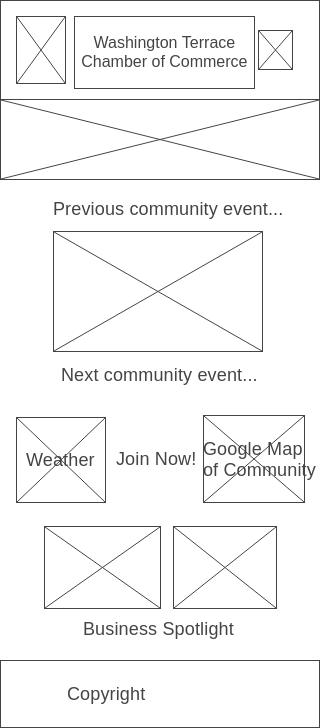 Washington Terrace
Chamber of Commerce
Previous community event...
Next community event...
Weather
Join Now!
Google Map
of Community
Business Spotlight
Copyright